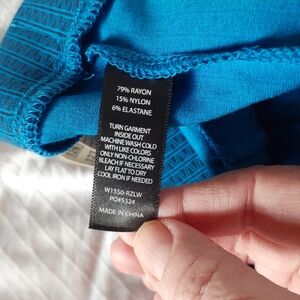 79% RAYON
15% NYLON
6% ELASTANE
TURN GARMENT
INSIDE OUT
MACHINE WASH COLD
WITH LIKE COLORS
ONLY NON-CHLORINE
BLEACH IF NECESSARY
LAY FLAT TO DRY
COOL IRON IF NEEDED
W1550-RZLW
PO#5324
MADE IN CHINA